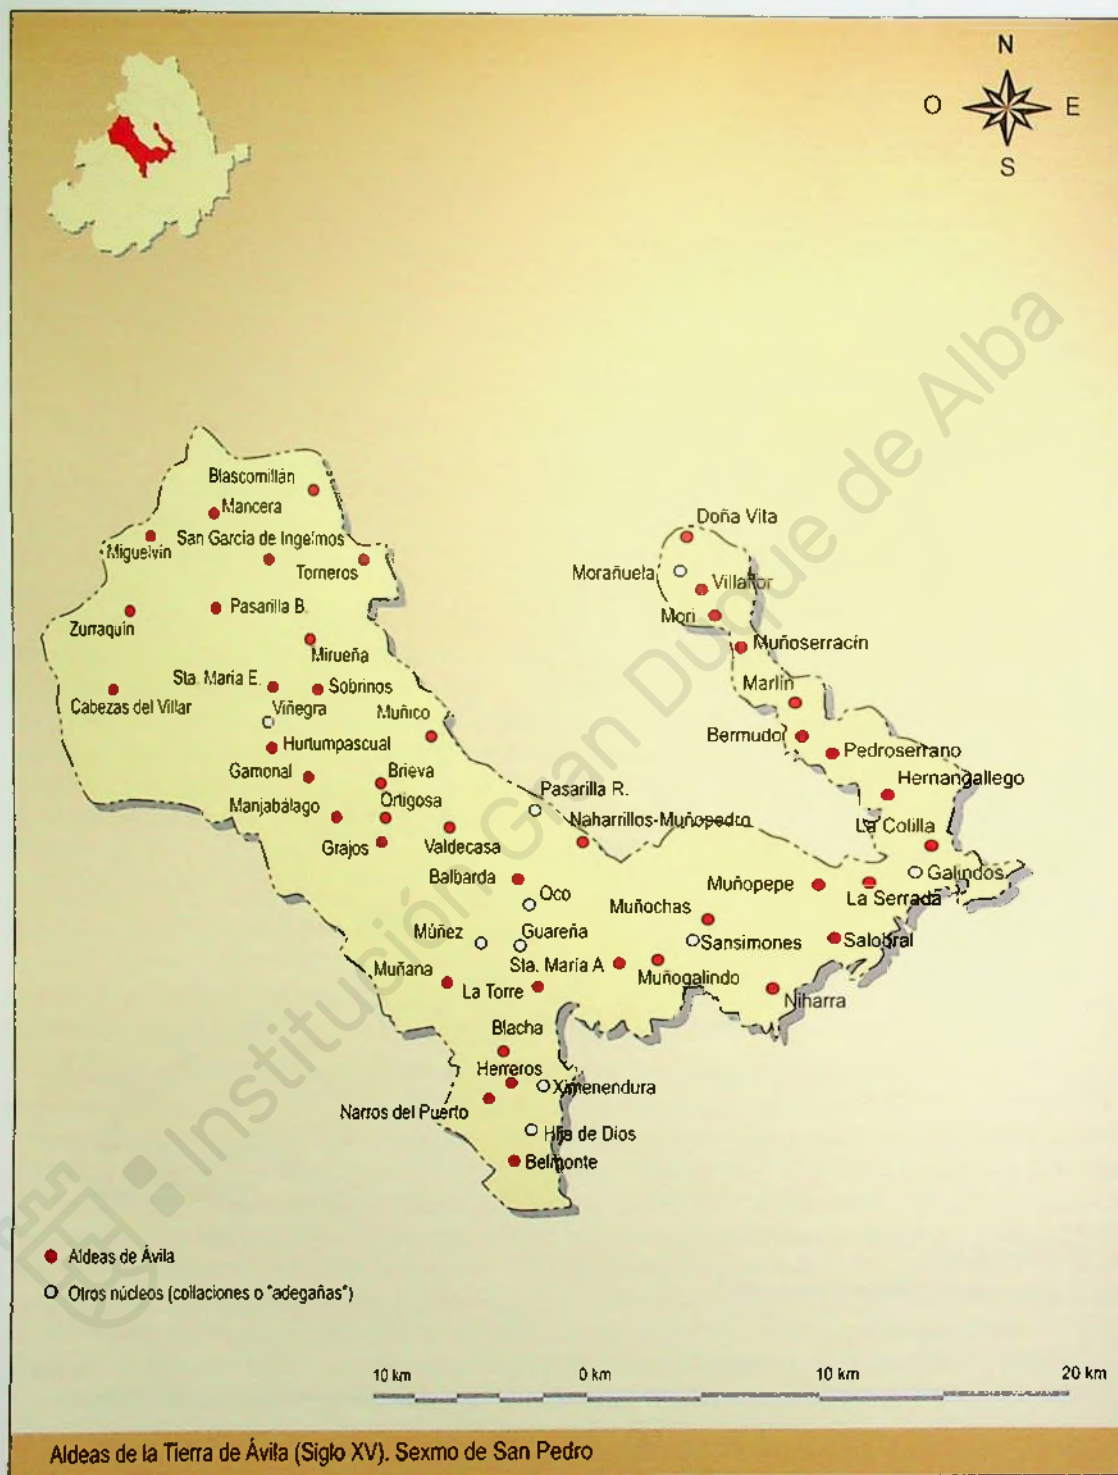 N
O
E
S
Blascomillán
Mancera
Miguelvin
San García de Ingelmos
Torneros
Zurraquín
Pasarilla B.
Mirueña
Sta. María E.
Sobrinos
Cabezas del Villar
Viñegra
Muñico
Hurtumpascual
Gamonal
Brieva
Manjabálago
Ortigosa
Grajos
Valdecasa
Pasarilla R.
Naharrillos-Muñopedro
Balbarda
Oco
Múñez
Guareña
Muñana
Sta. María A
La Torre
Muñochas
Sansimones
Muñogalindo
Blacha
Herreros
Ximenendura
Narros del Puerto
Hija de Dios
Belmonte
Doña Vita
Morañuela
Villaflor
Mori
Muñoserracín
Marlín
Bermudo
Pedroserrano
Hernangallego
La Colilla
Galindos
Muñopepe
La Serrada
Salobral
Niharra
Institución Gran Duque de Alba
Aldeas de Ávila
Otros núcleos (collaciones o "adegañas")
10 km
0 km
10 km
20 km
Aldeas de la Tierra de Ávila (Siglo XV). Sexmo de San Pedro